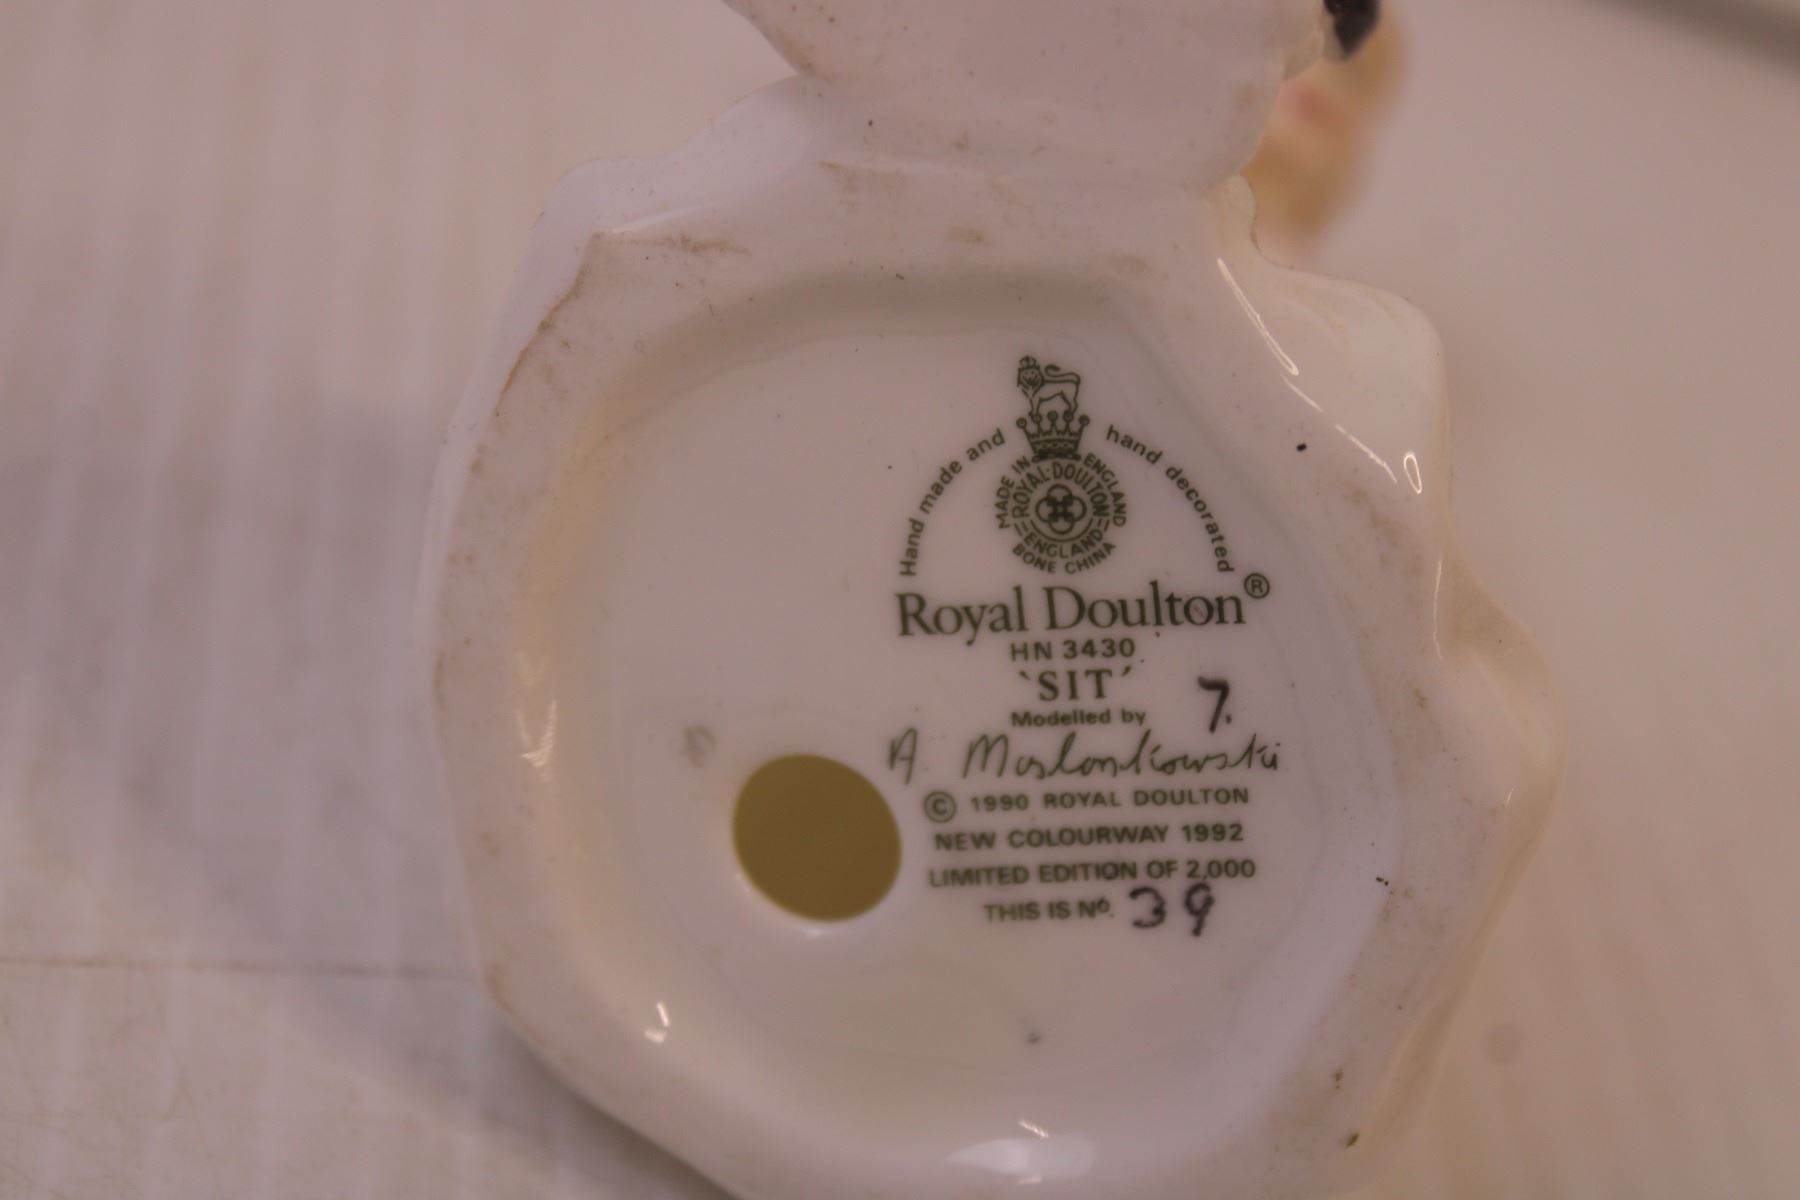 Hand made and hand decorated
MADE IN ENGLAND
ROYAL·DOULTON
ENGLAND
BONE CHINA
Royal Doulton®
HN 3430
'SIT'
7.
Modelled by
A. Maslankowski
© 1990 ROYAL DOULTON
NEW COLOURWAY 1992
LIMITED EDITION OF 2,000
THIS IS No. 39